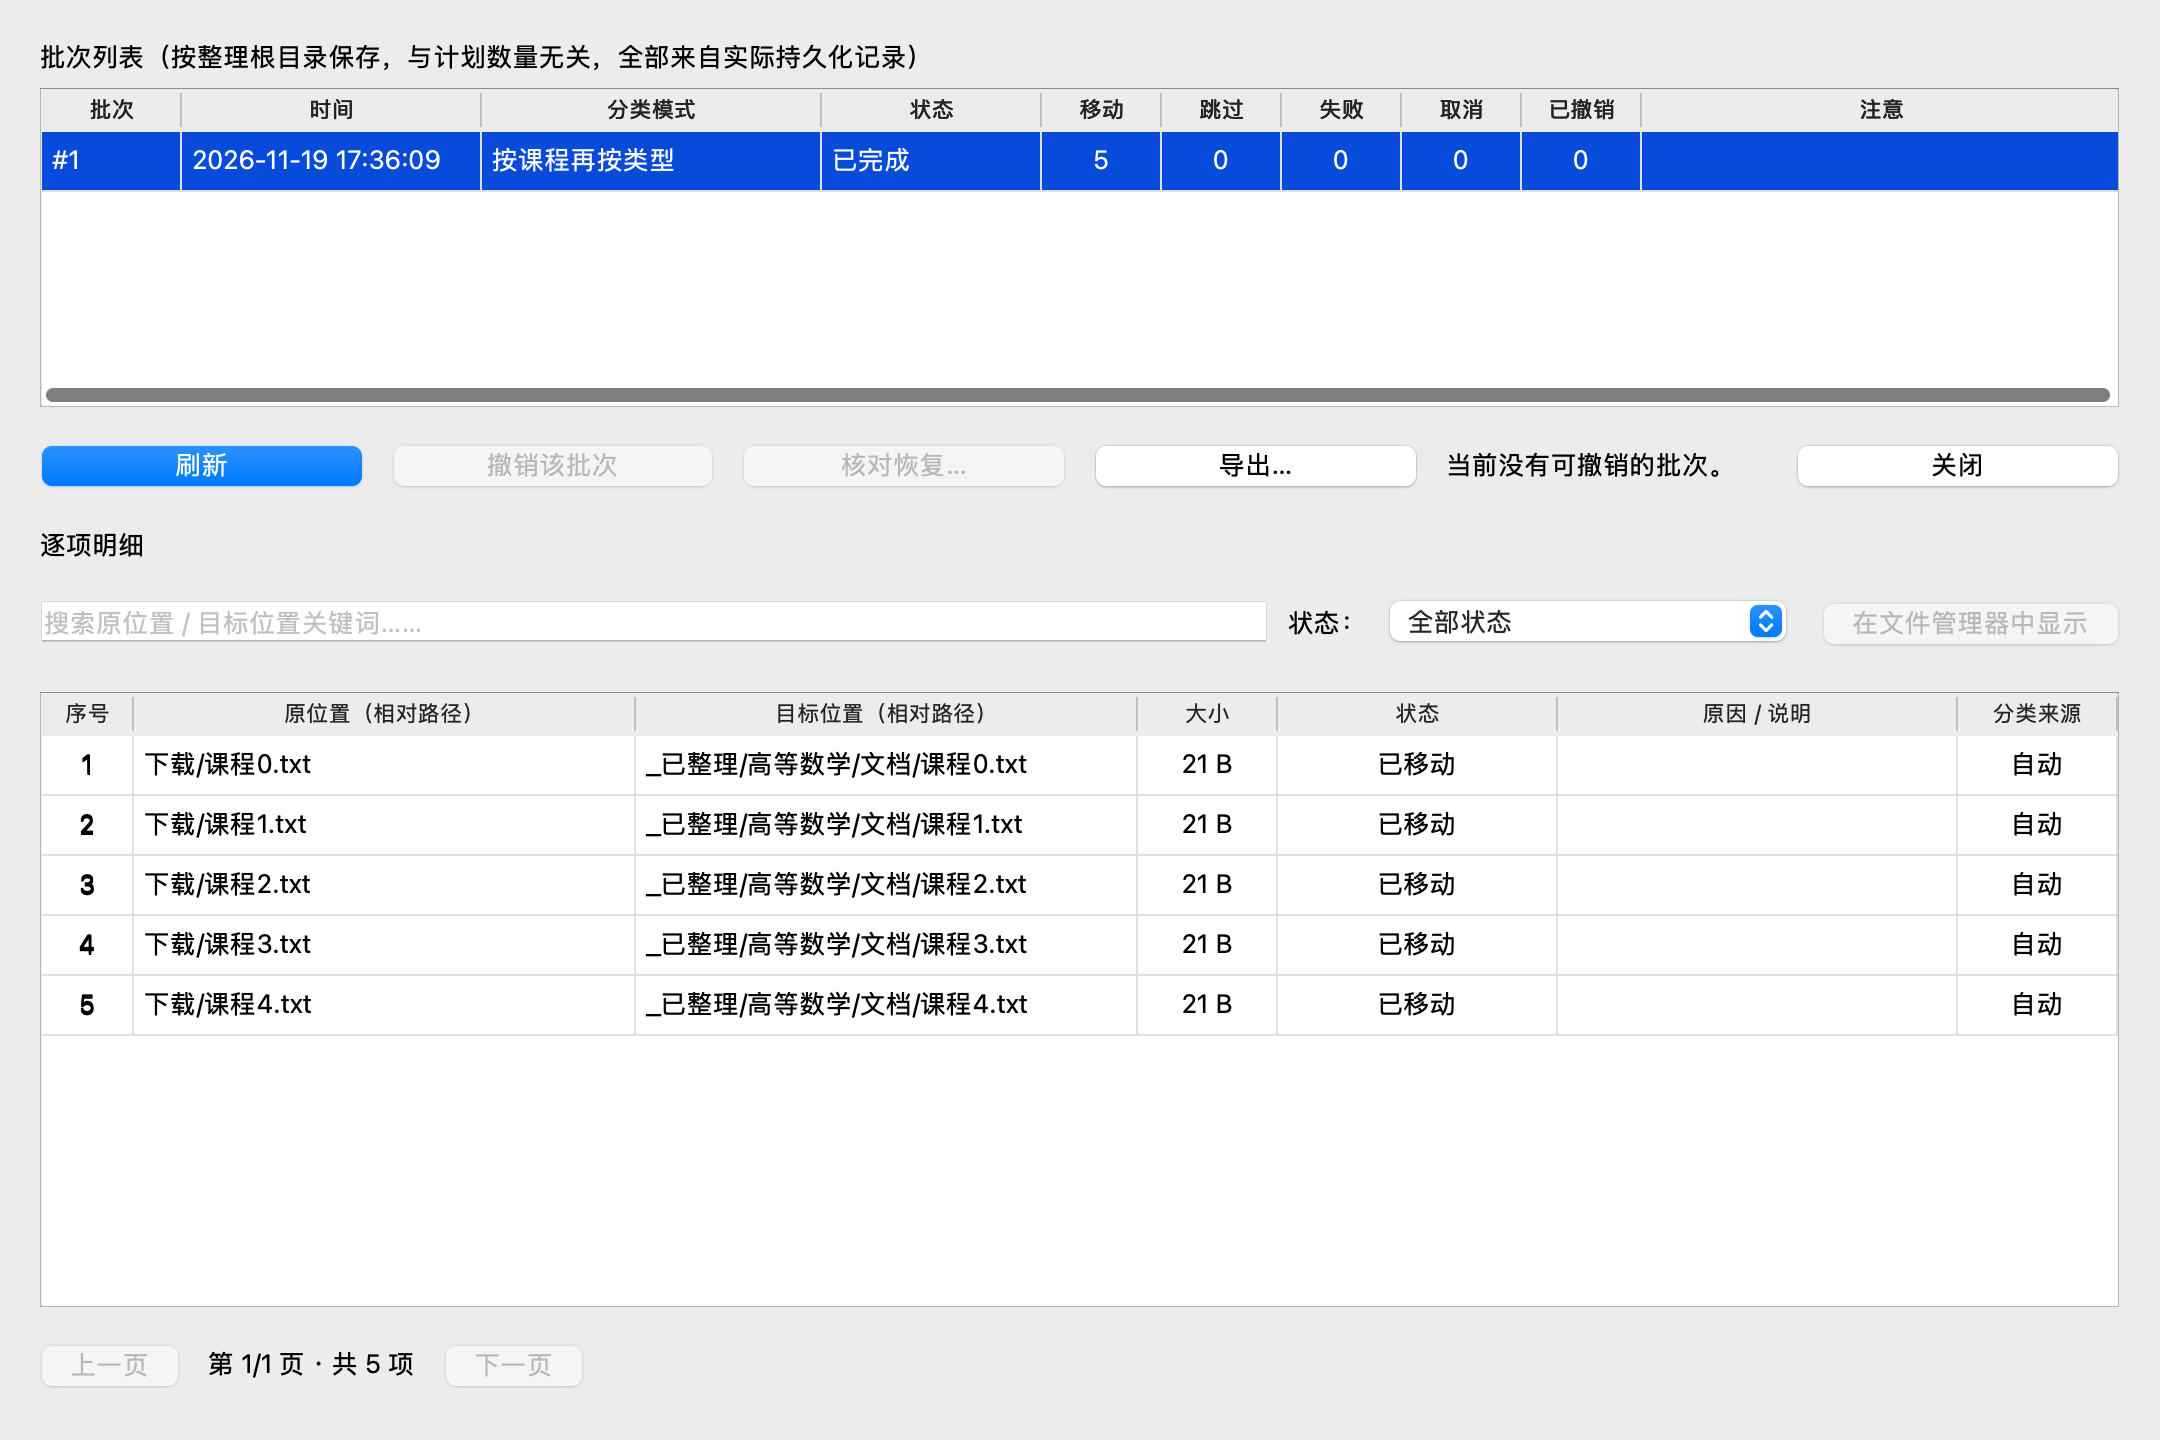 批次列表（按整理根目录保存，与计划数量无关，全部来自实际持久化记录）
批次 时间 分类模式 状态 移动 跳过 失败 取消 已撤销 注意
#1 2026-11-19 17:36:09 按课程再按类型 已完成 5 0 0 0 0
刷新 撤销该批次 核对恢复... 导出... 当前没有可撤销的批次。 关闭
逐项明细
搜索原位置 / 目标位置关键词…… 状态： 全部状态 在文件管理器中显示
序号 原位置（相对路径） 目标位置（相对路径） 大小 状态 原因 / 说明 分类来源
1 下载/课程0.txt _已整理/高等数学/文档/课程0.txt 21 B 已移动 自动
2 下载/课程1.txt _已整理/高等数学/文档/课程1.txt 21 B 已移动 自动
3 下载/课程2.txt _已整理/高等数学/文档/课程2.txt 21 B 已移动 自动
4 下载/课程3.txt _已整理/高等数学/文档/课程3.txt 21 B 已移动 自动
5 下载/课程4.txt _已整理/高等数学/文档/课程4.txt 21 B 已移动 自动
上一页 第 1/1 页 · 共 5 项 下一页